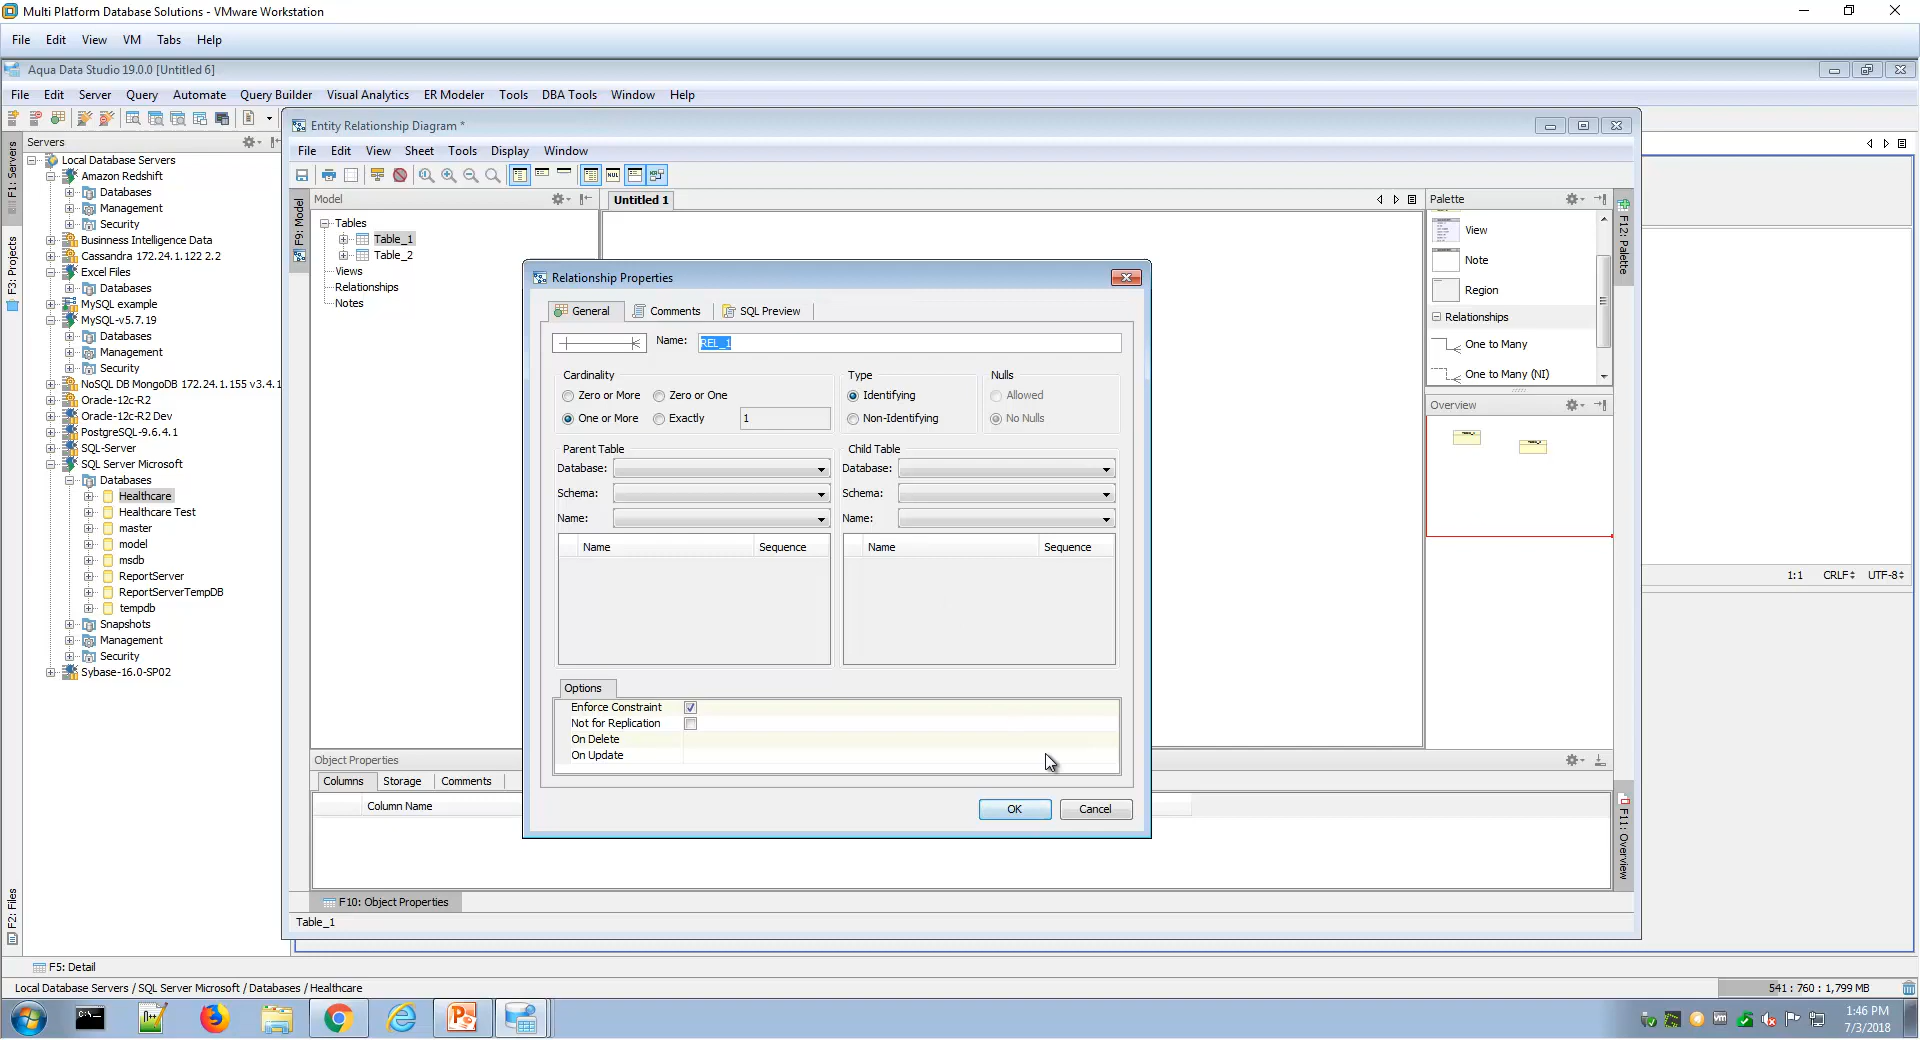 Multi Platform Database Solutions - VMware Workstation
File Edit View VM Tabs Help
Aqua Data Studio 19.0.0 [Untitled 6]
File Edit Server Query Automate Query Builder Visual Analytics ER Modeler Tools DBA Tools Window Help
Servers
F1: Servers
F3: Projects
F2: Files
Local Database Servers
Amazon Redshift
Databases
Management
Security
Businness Intelligence Data
Cassandra 172.24.1.122 2.2
Excel Files
Databases
MySQL example
MySQL-v5.7.19
Databases
Management
Security
NoSQL DB MongoDB 172.24.1.155 v3.4.1
Oracle-12c-R2
Oracle-12c-R2 Dev
PostgreSQL-9.6.4.1
SQL-Server
SQL Server Microsoft
Databases
Healthcare
Healthcare Test
master
model
msdb
ReportServer
ReportServerTempDB
tempdb
Snapshots
Management
Security
Sybase-16.0-SP02
Entity Relationship Diagram *
File Edit View Sheet Tools Display Window
F9: Model
Model
Tables
Table_1
Table_2
Views
Relationships
Notes
Untitled 1
Relationship Properties
General Comments SQL Preview
Name: REL_1
Cardinality Type Nulls
Zero or More Zero or One Identifying Allowed
One or More Exactly 1 Non-Identifying No Nulls
Parent Table Child Table
Database: Database:
Schema: Schema:
Name: Name:
Name Sequence Name Sequence
Options
Enforce Constraint
Not for Replication
On Delete
On Update
OK Cancel
Palette
View
Note
Region
Relationships
One to Many
One to Many (NI)
Overview
F12: Palette
F11: Overview
Object Properties
Columns Storage Comments
Column Name
F10: Object Properties
Table_1
1:1 CRLF UTF-8
F5: Detail
Local Database Servers / SQL Server Microsoft / Databases / Healthcare
541 : 760 : 1,799 MB
1:46 PM
7/3/2018